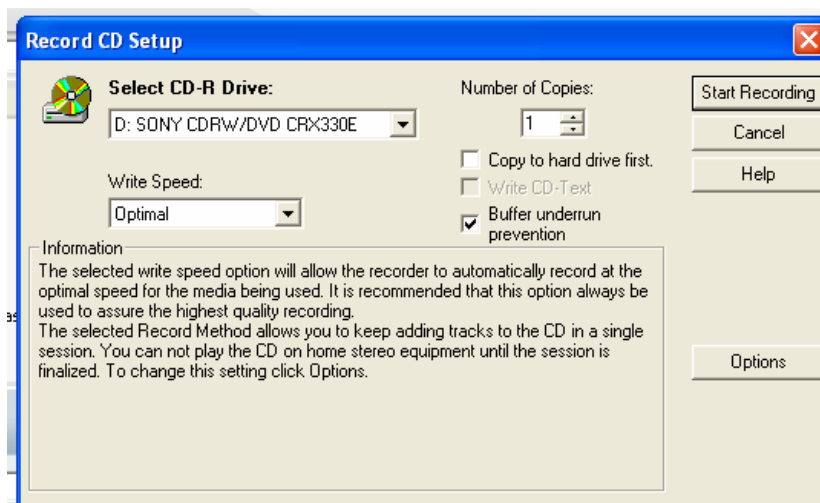 Record CD Setup
Select CD-R Drive:
D: SONY CDRW/DVD CRX330E
Write Speed:
Optimal
Number of Copies:
1
Copy to hard drive first.
Write CD-Text
Buffer underrun
prevention
Start Recording
Cancel
Help
Options
Information
The selected write speed option will allow the recorder to automatically record at the
optimal speed for the media being used. It is recommended that this option always be
used to assure the highest quality recording.
The selected Record Method allows you to keep adding tracks to the CD in a single
session. You can not play the CD on home stereo equipment until the session is
finalized. To change this setting click Options.